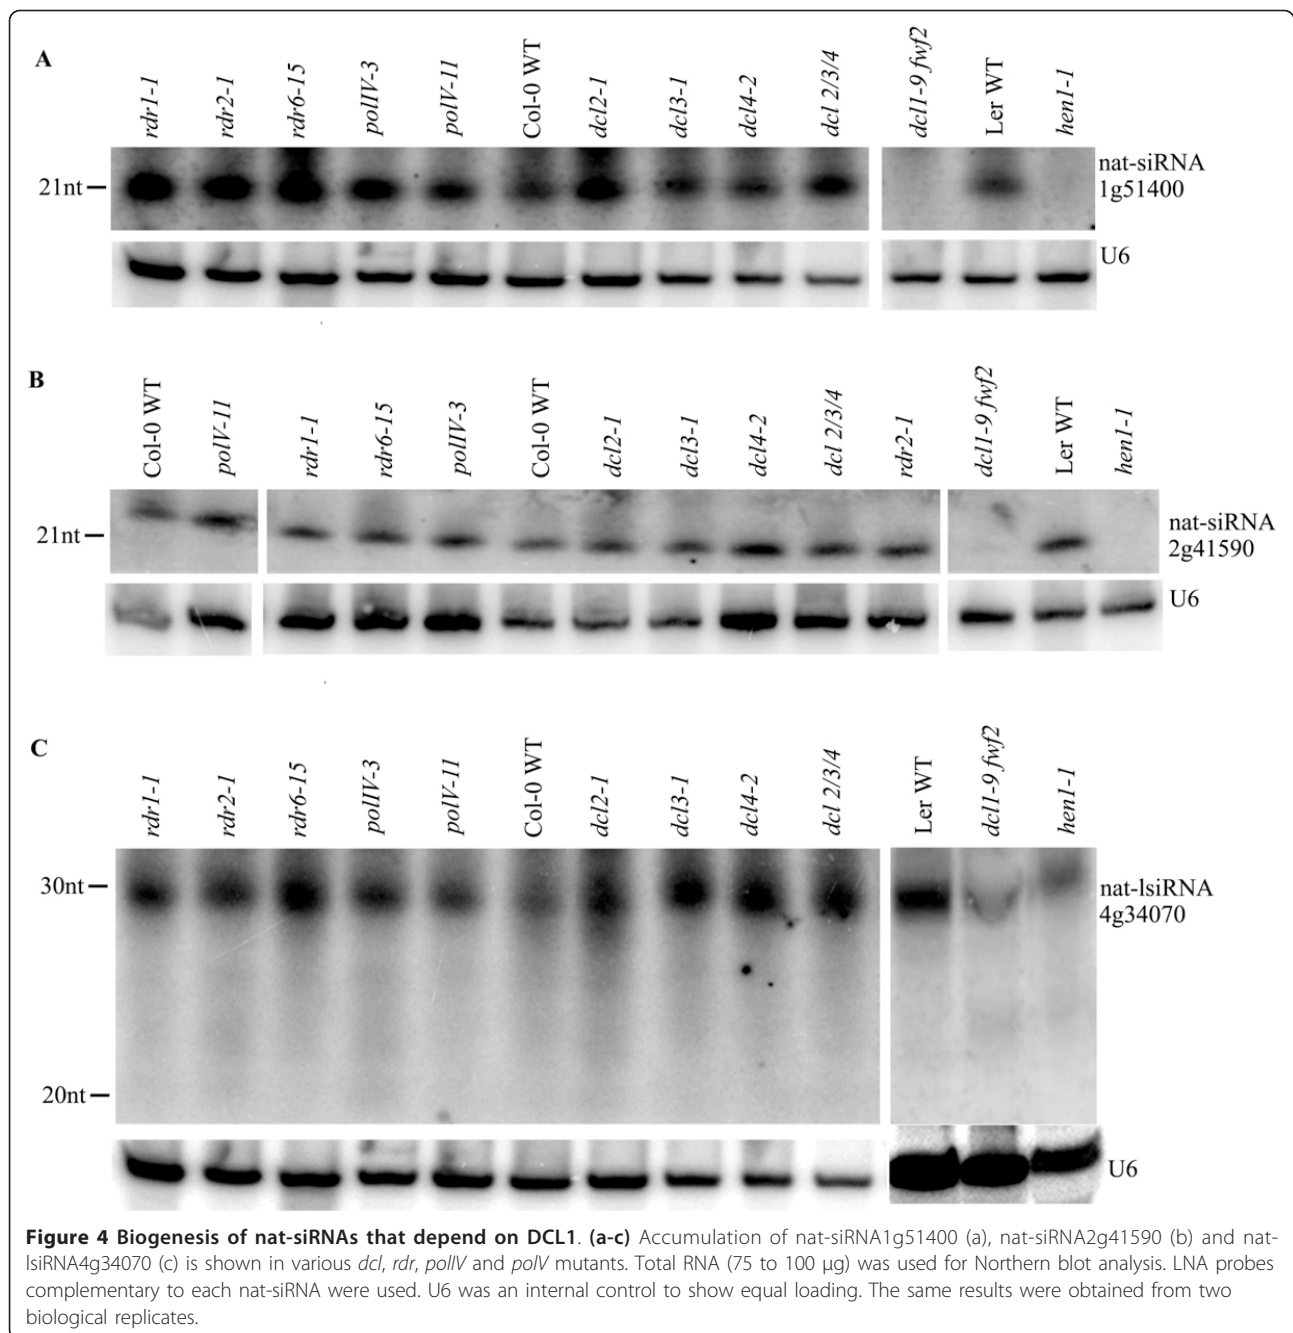 A
rdr1-1 rdr2-1 rdr6-15 polIV-3 polV-11 Col-0 WT dcl2-1 dcl3-1 dcl4-2 dcl 2/3/4 dcl1-9 fwf2 Ler WT hen1-1
21nt
nat-siRNA
1g51400
U6
B
Col-0 WT polV-11 rdr1-1 rdr6-15 polIV-3 Col-0 WT dcl2-1 dcl3-1 dcl4-2 dcl 2/3/4 rdr2-1 dcl1-9 fwf2 Ler WT hen1-1
21nt
nat-siRNA
2g41590
U6
C
rdr1-1 rdr2-1 rdr6-15 polIV-3 polV-11 Col-0 WT dcl2-1 dcl3-1 dcl4-2 dcl 2/3/4 Ler WT dcl1-9 fwf2 hen1-1
30nt
nat-lsiRNA
4g34070
20nt
U6
Figure 4 Biogenesis of nat-siRNAs that depend on DCL1. (a-c) Accumulation of nat-siRNA1g51400 (a), nat-siRNA2g41590 (b) and nat-
lsiRNA4g34070 (c) is shown in various dcl, rdr, polIV and polV mutants. Total RNA (75 to 100 μg) was used for Northern blot analysis. LNA probes
complementary to each nat-siRNA were used. U6 was an internal control to show equal loading. The same results were obtained from two
biological replicates.